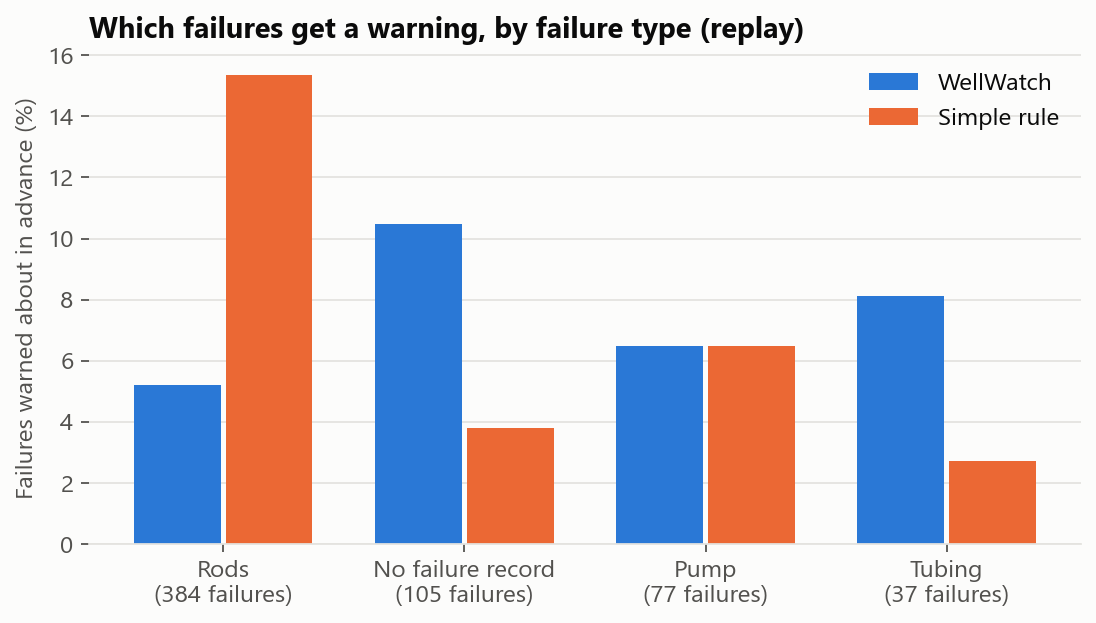 Which failures get a warning, by failure type (replay)
Failures warned about in advance (%)
16
14
12
10
8
6
4
2
0
WellWatch
Simple rule
Rods
(384 failures)
No failure record
(105 failures)
Pump
(77 failures)
Tubing
(37 failures)